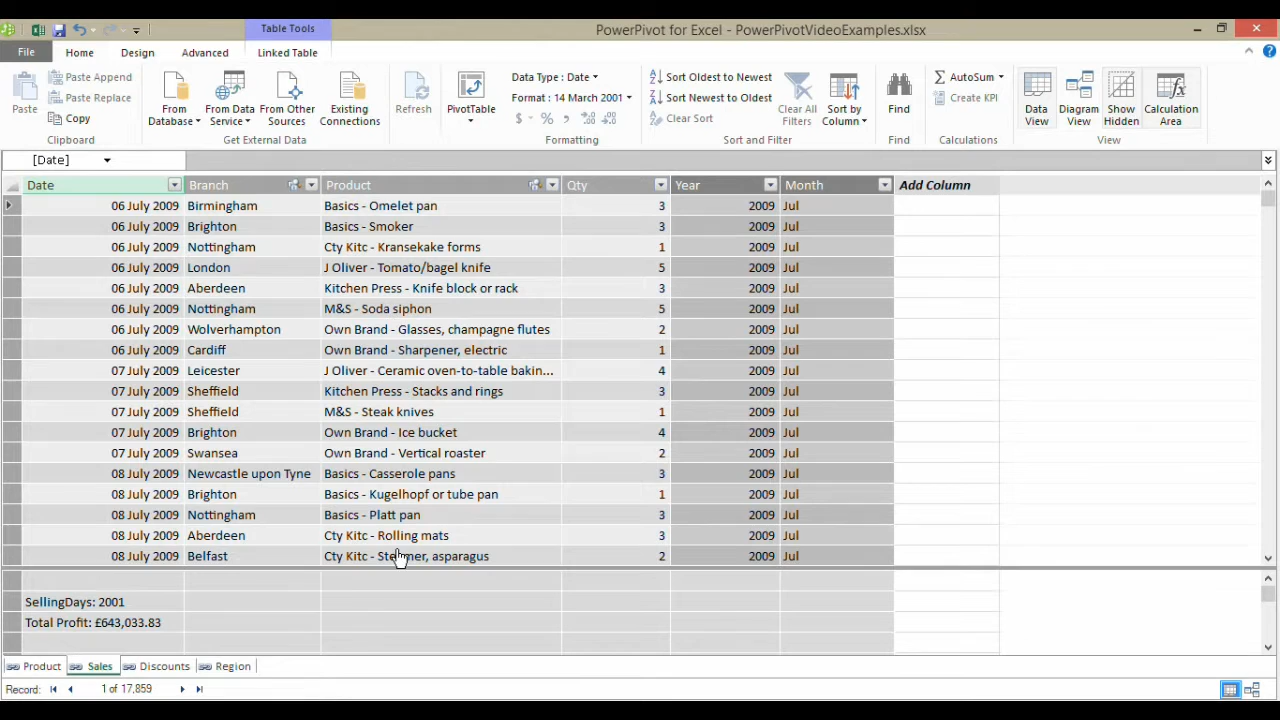 Table Tools
PowerPivot for Excel - PowerPivotVideoExamples.xlsx
File Home Design Advanced Linked Table
Paste
Paste Append
Paste Replace
Copy
Clipboard
From Database
From Data Service
From Other Sources
Existing Connections
Get External Data
Refresh
PivotTable
Data Type : Date
Format : 14 March 2001
$ % ,
Formatting
Sort Oldest to Newest
Sort Newest to Oldest
Clear Sort
Clear All Filters
Sort by Column
Sort and Filter
Find
Find
AutoSum
Create KPI
Calculations
Data View
Diagram View
Show Hidden
Calculation Area
View
[Date]
Date Branch Product Qty Year Month Add Column
06 July 2009 Birmingham Basics - Omelet pan 3 2009 Jul
06 July 2009 Brighton Basics - Smoker 3 2009 Jul
06 July 2009 Nottingham Cty Kitc - Kransekake forms 1 2009 Jul
06 July 2009 London J Oliver - Tomato/bagel knife 5 2009 Jul
06 July 2009 Aberdeen Kitchen Press - Knife block or rack 3 2009 Jul
06 July 2009 Nottingham M&S - Soda siphon 5 2009 Jul
06 July 2009 Wolverhampton Own Brand - Glasses, champagne flutes 2 2009 Jul
06 July 2009 Cardiff Own Brand - Sharpener, electric 1 2009 Jul
07 July 2009 Leicester J Oliver - Ceramic oven-to-table bakin... 4 2009 Jul
07 July 2009 Sheffield Kitchen Press - Stacks and rings 3 2009 Jul
07 July 2009 Sheffield M&S - Steak knives 1 2009 Jul
07 July 2009 Brighton Own Brand - Ice bucket 4 2009 Jul
07 July 2009 Swansea Own Brand - Vertical roaster 2 2009 Jul
08 July 2009 Newcastle upon Tyne Basics - Casserole pans 3 2009 Jul
08 July 2009 Brighton Basics - Kugelhopf or tube pan 1 2009 Jul
08 July 2009 Nottingham Basics - Platt pan 3 2009 Jul
08 July 2009 Aberdeen Cty Kitc - Rolling mats 3 2009 Jul
08 July 2009 Belfast Cty Kitc - Steamer, asparagus 2 2009 Jul
SellingDays: 2001
Total Profit: £643,033.83
Product Sales Discounts Region
Record: 1 of 17,859